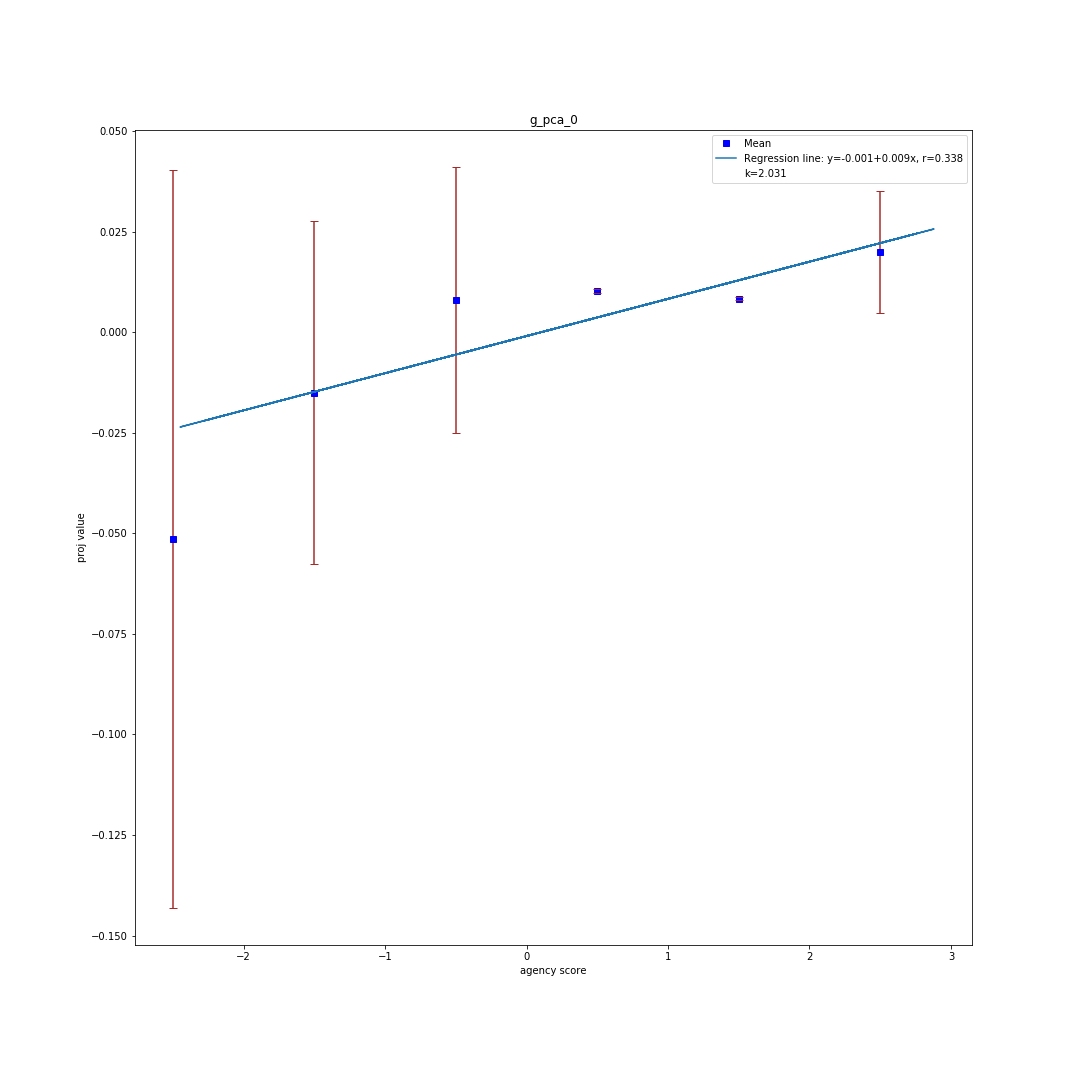 g_pca_0
Mean
Regression line: y=-0.001+0.009x, r=0.338
k=2.031
0.050
0.025
0.000
−0.025
−0.050
−0.075
−0.100
−0.125
−0.150
proj value
−2
−1
0
1
2
3
agency score